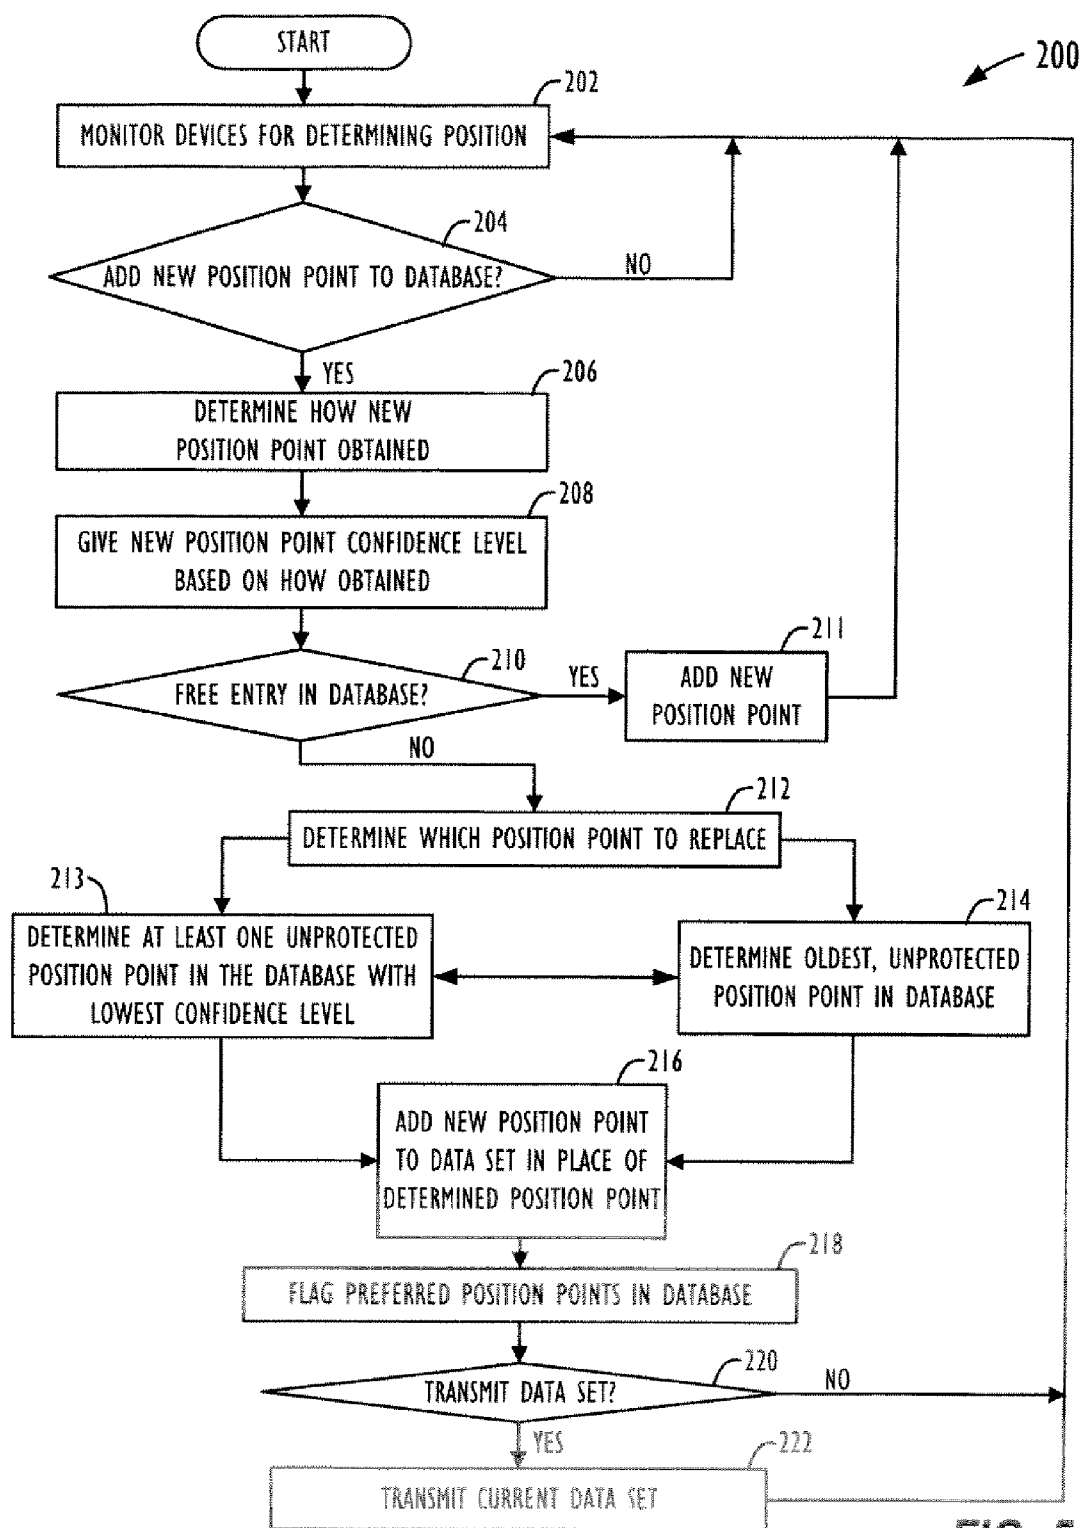 START
200
202
MONITOR DEVICES FOR DETERMINING POSITION
204
ADD NEW POSITION POINT TO DATABASE?
NO
YES
206
DETERMINE HOW NEW
POSITION POINT OBTAINED
208
GIVE NEW POSITION POINT CONFIDENCE LEVEL
BASED ON HOW OBTAINED
210
FREE ENTRY IN DATABASE?
YES
211
ADD NEW
POSITION POINT
NO
212
DETERMINE WHICH POSITION POINT TO REPLACE
213
DETERMINE AT LEAST ONE UNPROTECTED
POSITION POINT IN THE DATABASE WITH
LOWEST CONFIDENCE LEVEL
214
DETERMINE OLDEST, UNPROTECTED
POSITION POINT IN DATABASE
216
ADD NEW POSITION POINT
TO DATA SET IN PLACE OF
DETERMINED POSITION POINT
218
FLAG PREFERRED POSITION POINTS IN DATABASE
220
TRANSMIT DATA SET?
NO
YES
222
TRANSMIT CURRENT DATA SET
FIG.